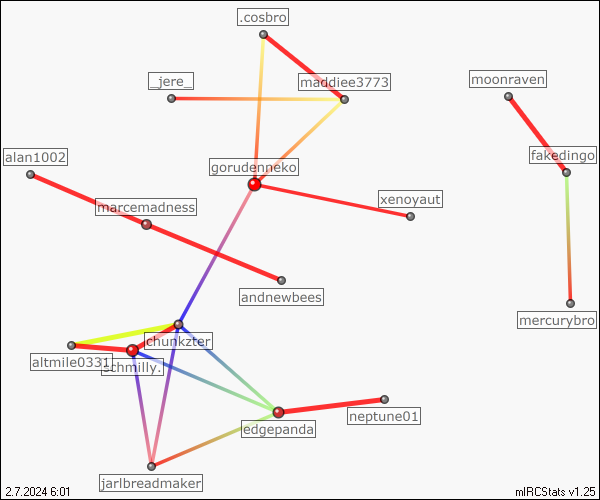 .cosbro
_jere_
maddiee3773
moonraven
alan1002
gorudenneko
fakedingo
marcemadness
xenoyaut
andnewbees
mercurybro
chunkzter
altmile0331
schmilly.
neptune01
edgepanda
jarlbreadmaker
2.7.2024 6:01
mIRCStats v1.25